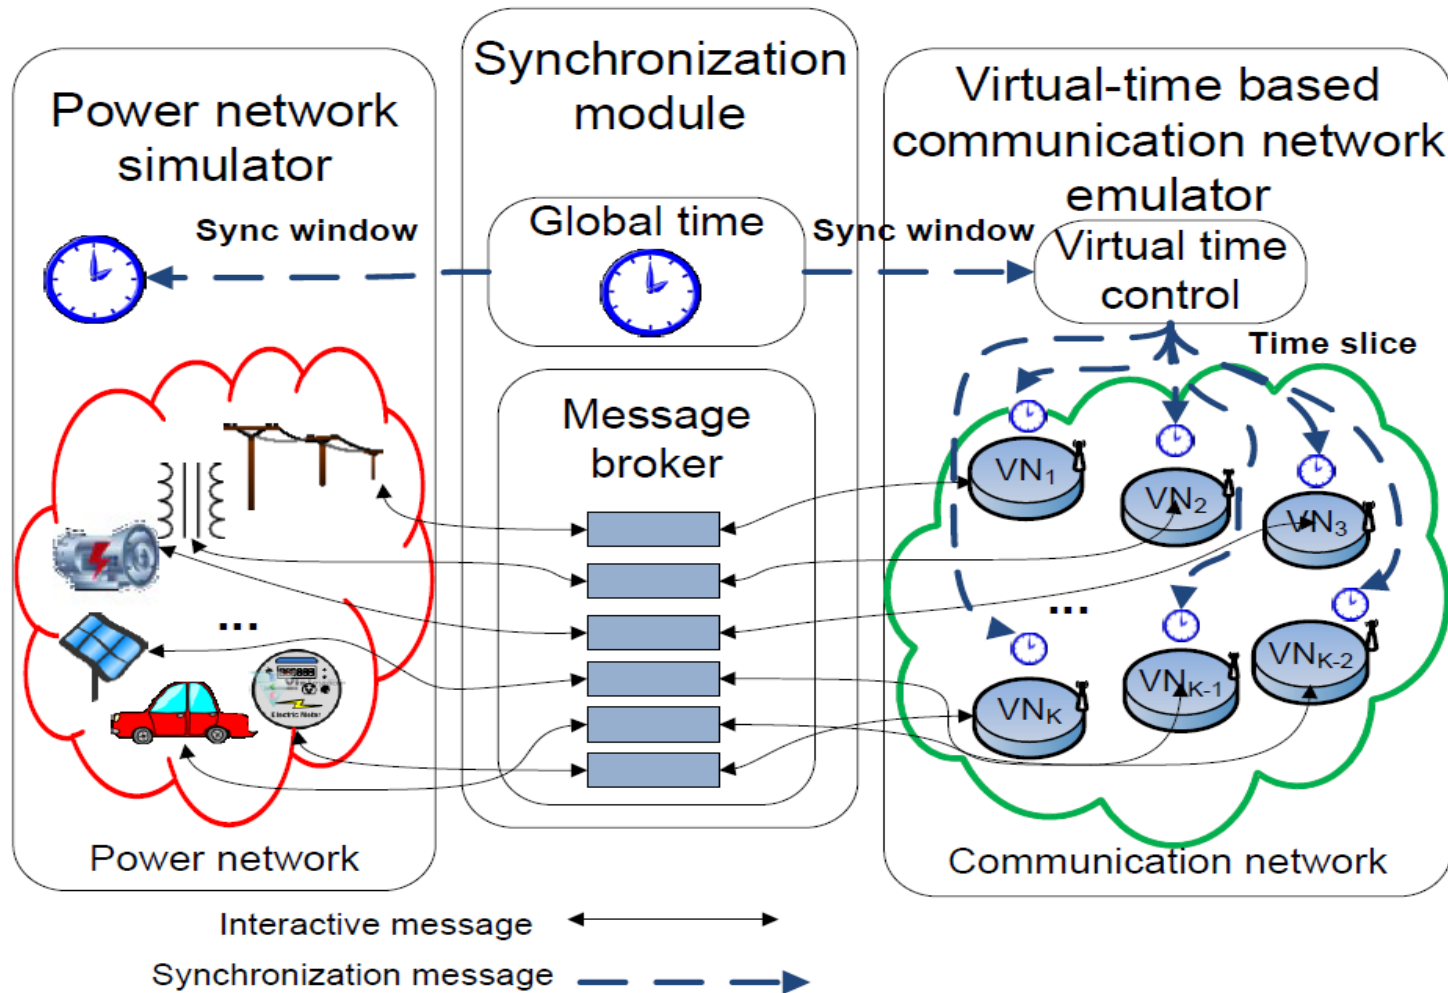 Power network
simulator
Sync window
Synchronization
module
Global time
Sync window
Virtual-time based
communication network
emulator
Virtual time
control
Time slice
Message
broker
VN1
VN2
VN3
...
...
VNK-2
VNK-1
VNK
Electric Meter
Power network
Communication network
Interactive message
Synchronization message